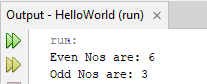 Output - HelloWorld (run) ×
run:
Even Nos are: 6
Odd Nos are: 3